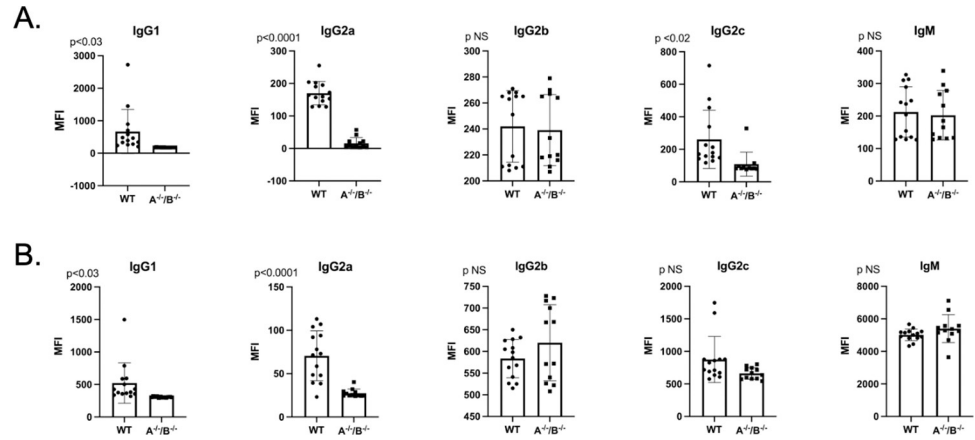 A.
IgG1
p<0.03
MFI
3000
2000
1000
0
-1000
WT
A-/-/B-/-
IgG2a
p<0.0001
MFI
300
200
100
0
-100
WT
A-/-/B-/-
IgG2b
p NS
MFI
300
280
260
240
220
200
WT
A-/-/B-/-
IgG2c
p <0.02
MFI
800
600
400
200
0
WT
A-/-/B-/-
IgM
p NS
MFI
400
300
200
100
0
WT
A-/-/B-/-
B.
IgG1
p<0.03
MFI
2000
1500
1000
500
0
WT
A-/-/B-/-
IgG2a
p<0.0001
MFI
150
100
50
0
WT
A-/-/B-/-
IgG2b
p NS
MFI
750
700
650
600
550
500
450
WT
A-/-/B-/-
IgG2c
p NS
MFI
2000
1500
1000
500
0
WT
A-/-/B-/-
IgM
p NS
MFI
8000
6000
4000
2000
0
WT
A-/-/B-/-